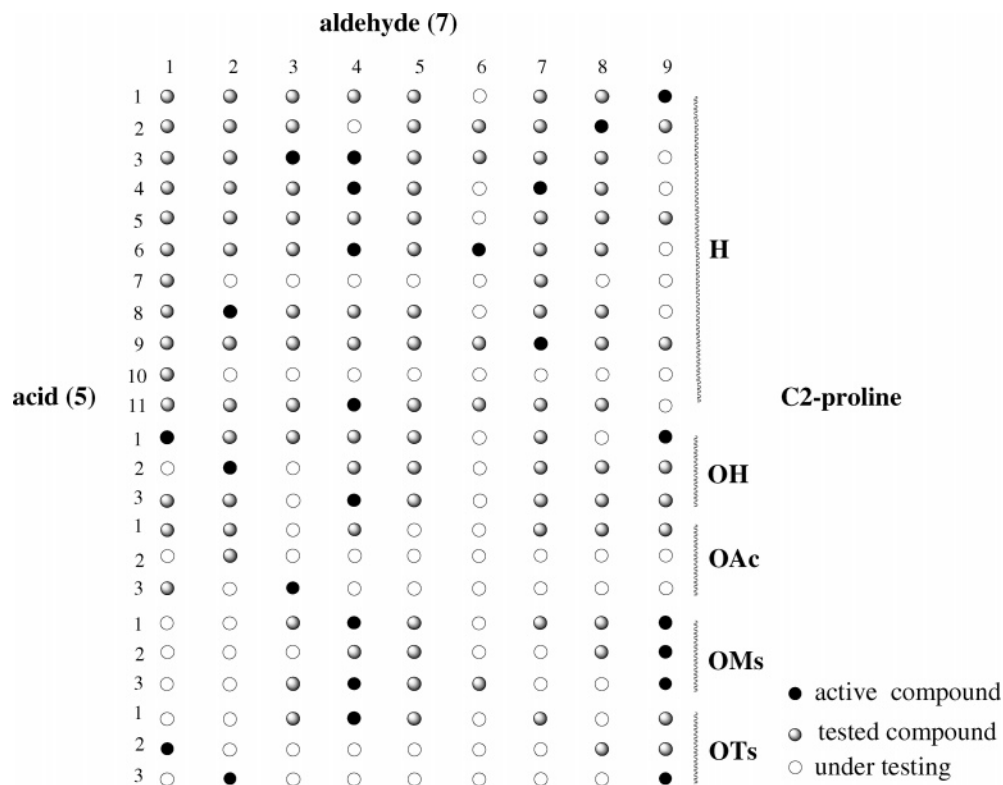 aldehyde (7)
1 2 3 4 5 6 7 8 9
1
2
3
4
5
6
7
8
9
10
11
H
acid (5)
C2-proline
1
2
3
OH
1
2
3
OAc
1
2
3
OMs
1
2
3
OTs
active compound
tested compound
under testing